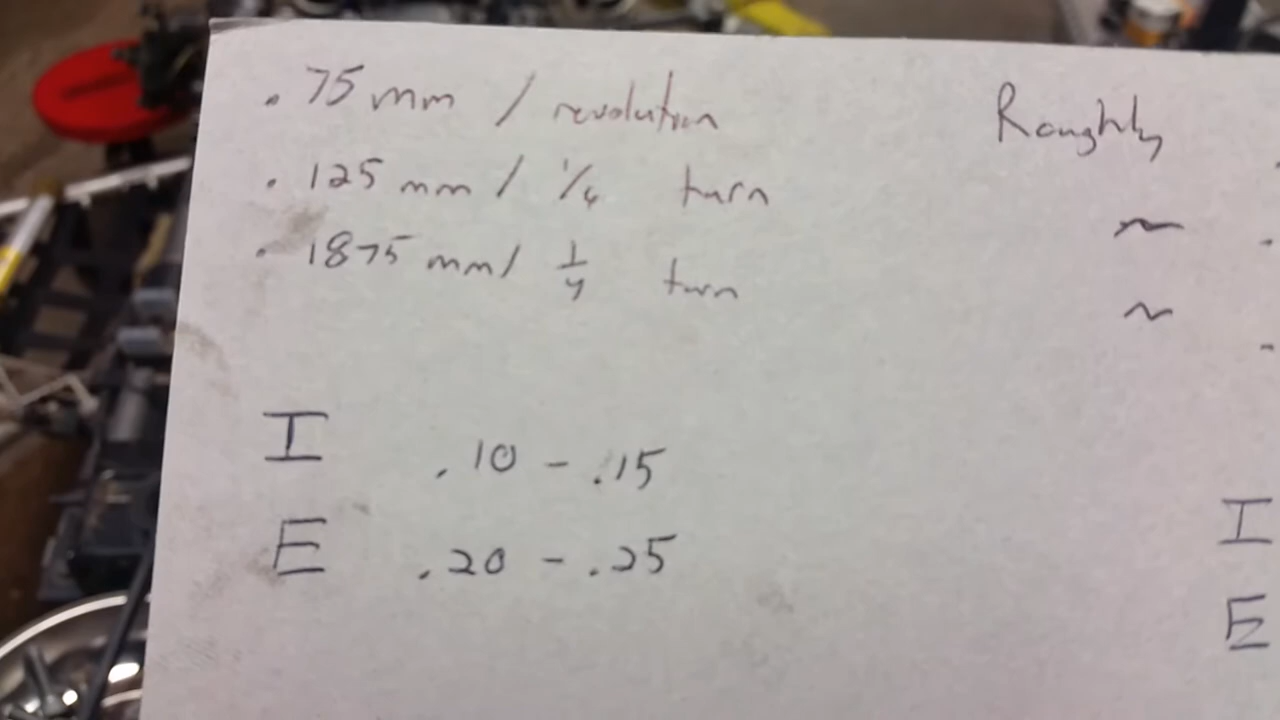 .75 mm / revolution
.125 mm / 1/6 turn
.1875 mm / 1/4 turn
I .10 - .15
E .20 - .25
Roughly
~ .
~ .
I
E